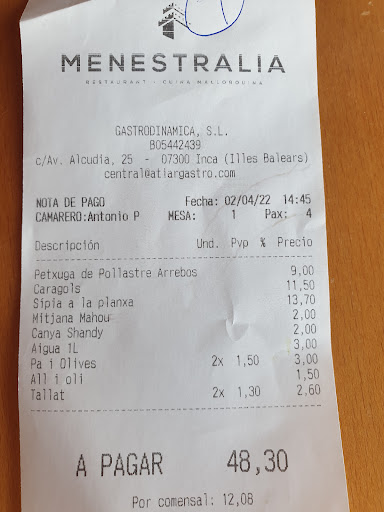 MENESTRALIA
RESTAURANT · CUINA MALLORQUINA
GASTRODINAMICA, S.L.
B05442439
c/Av. Alcudia, 25 - 07300 Inca (Illes Balears)
central@atlargastro.com
NOTA DE PAGO Fecha: 02/04/22 14:45
CAMARERO:Antonio P MESA: 1 Pax: 4
Descripción Und. Pvp % Precio
Petxuga de Pollastre Arrebos 9,00
Caragols 11,50
Sipia a la planxa 13,70
Mitjana Mahou 2,00
Canya Shandy 2,00
Aigua 1L 3,00
Pa i Olives 2x 1,50 3,00
All i oli 1,50
Tallat 2x 1,30 2,60
A PAGAR 48,30
Por comensal: 12,08